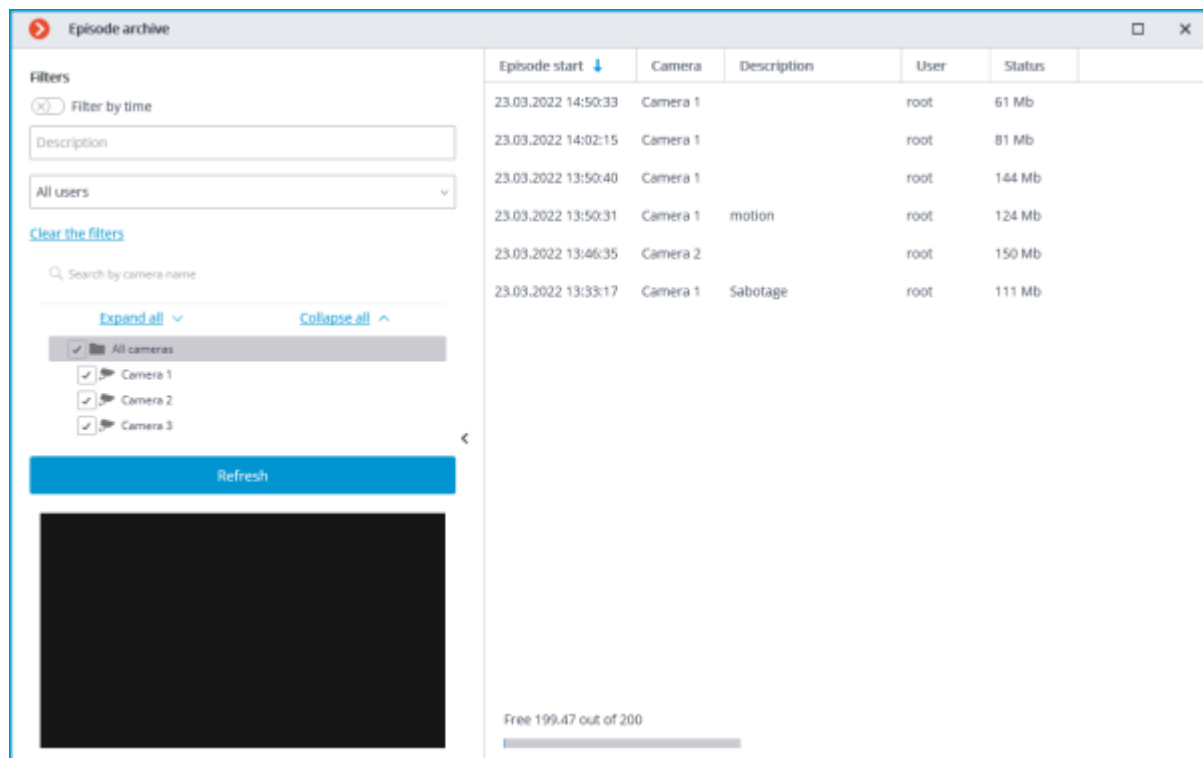 Episode archive
Filters
Filter by time
Description
All users
Clear the filters
Search by camera name
Expand all
Collapse all
All cameras
Camera 1
Camera 2
Camera 3
Refresh
Episode start Camera Description User Status
23.03.2022 14:50:33 Camera 1 root 61 Mb
23.03.2022 14:02:15 Camera 1 root 81 Mb
23.03.2022 13:50:40 Camera 1 root 144 Mb
23.03.2022 13:50:31 Camera 1 motion root 124 Mb
23.03.2022 13:46:35 Camera 2 root 150 Mb
23.03.2022 13:33:17 Camera 1 Sabotage root 111 Mb
Free 199.47 out of 200